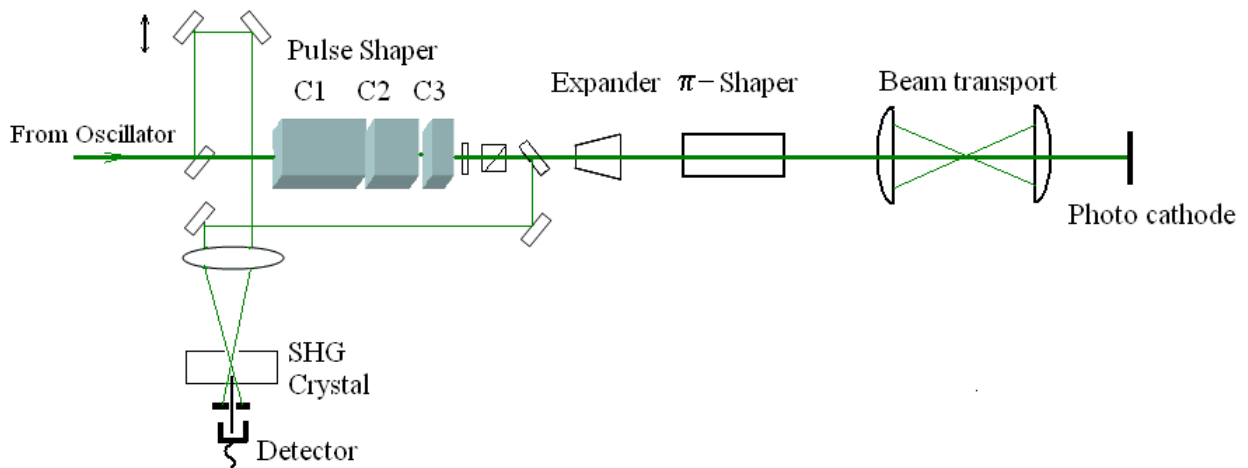 Pulse Shaper
C1 C2 C3
Expander π-Shaper
Beam transport
From Oscillator
Photo cathode
SHG
Crystal
Detector